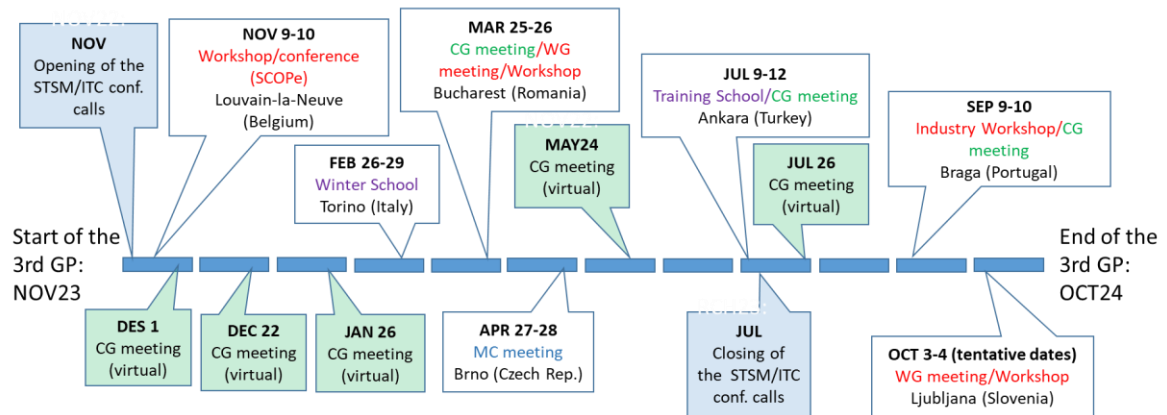 NOV
Opening of the
STSM/ITC conf.
calls
NOV 9-10
Workshop/conference
(SCOPe)
Louvain-la-Neuve
(Belgium)
FEB 26-29
Winter School
Torino (Italy)
MAR 25-26
CG meeting/WG
meeting/Workshop
Bucharest (Romania)
MAY24
CG meeting
(virtual)
JUL 9-12
Training School/CG meeting
Ankara (Turkey)
JUL 26
CG meeting
(virtual)
SEP 9-10
Industry Workshop/CG
meeting
Braga (Portugal)
Start of the
3rd GP:
NOV23
End of the
3rd GP:
OCT24
DES 1
CG meeting
(virtual)
DEC 22
CG meeting
(virtual)
JAN 26
CG meeting
(virtual)
APR 27-28
MC meeting
Brno (Czech Rep.)
JUL
Closing of
the STSM/ITC
conf. calls
OCT 3-4 (tentative dates)
WG meeting/Workshop
Ljubljana (Slovenia)